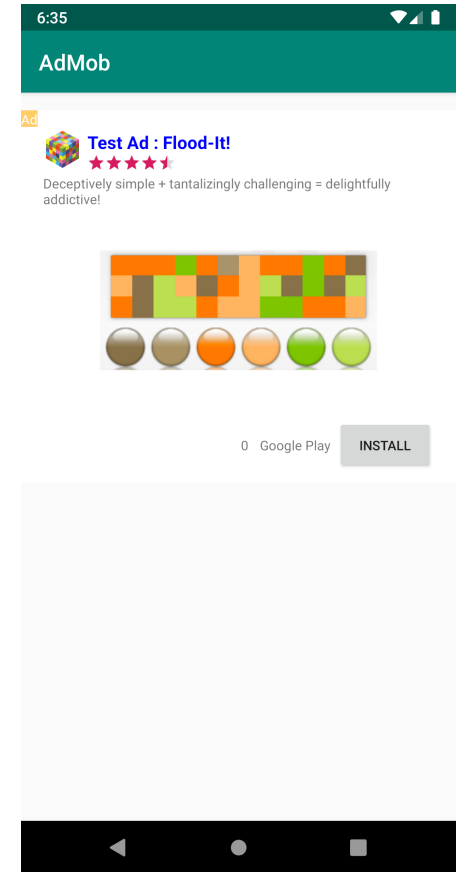 6:35
AdMob
Ad
Test Ad : Flood-It!
Deceptively simple + tantalizingly challenging = delightfully
addictive!
0 Google Play INSTALL